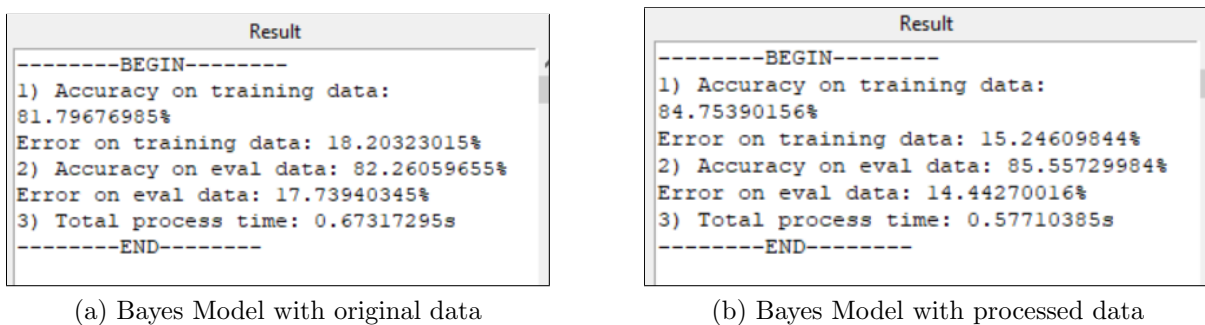 Result
--------BEGIN--------
1) Accuracy on training data:
81.79676985%
Error on training data: 18.20323015%
2) Accuracy on eval data: 82.26059655%
Error on eval data: 17.73940345%
3) Total process time: 0.67317295s
--------END--------
(a) Bayes Model with original data
Result
--------BEGIN--------
1) Accuracy on training data:
84.75390156%
Error on training data: 15.24609844%
2) Accuracy on eval data: 85.55729984%
Error on eval data: 14.44270016%
3) Total process time: 0.57710385s
--------END--------
(b) Bayes Model with processed data